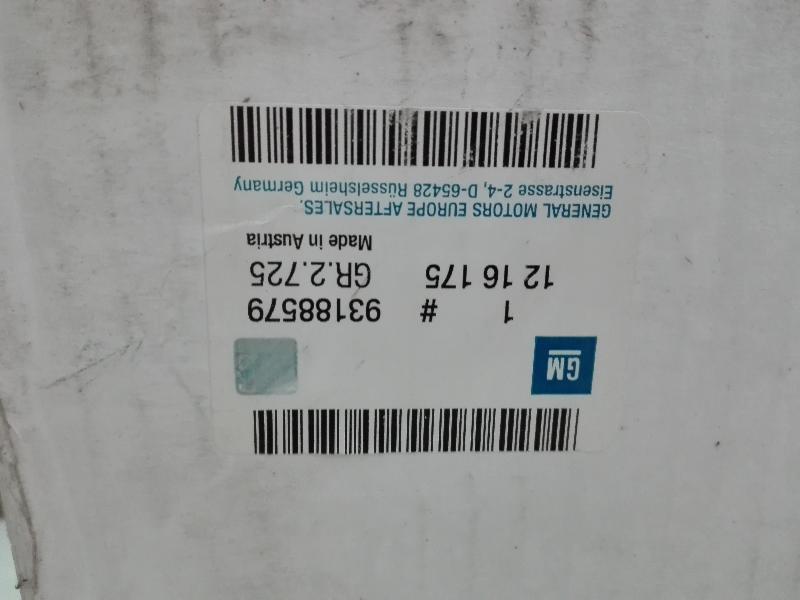 GM
1 # 93188579
12 16 175 GR.2.725
Made in Austria
GENERAL MOTORS EUROPE AFTERSALES.
Eisenstrasse 2-4, D-65428 Rüsselsheim Germany